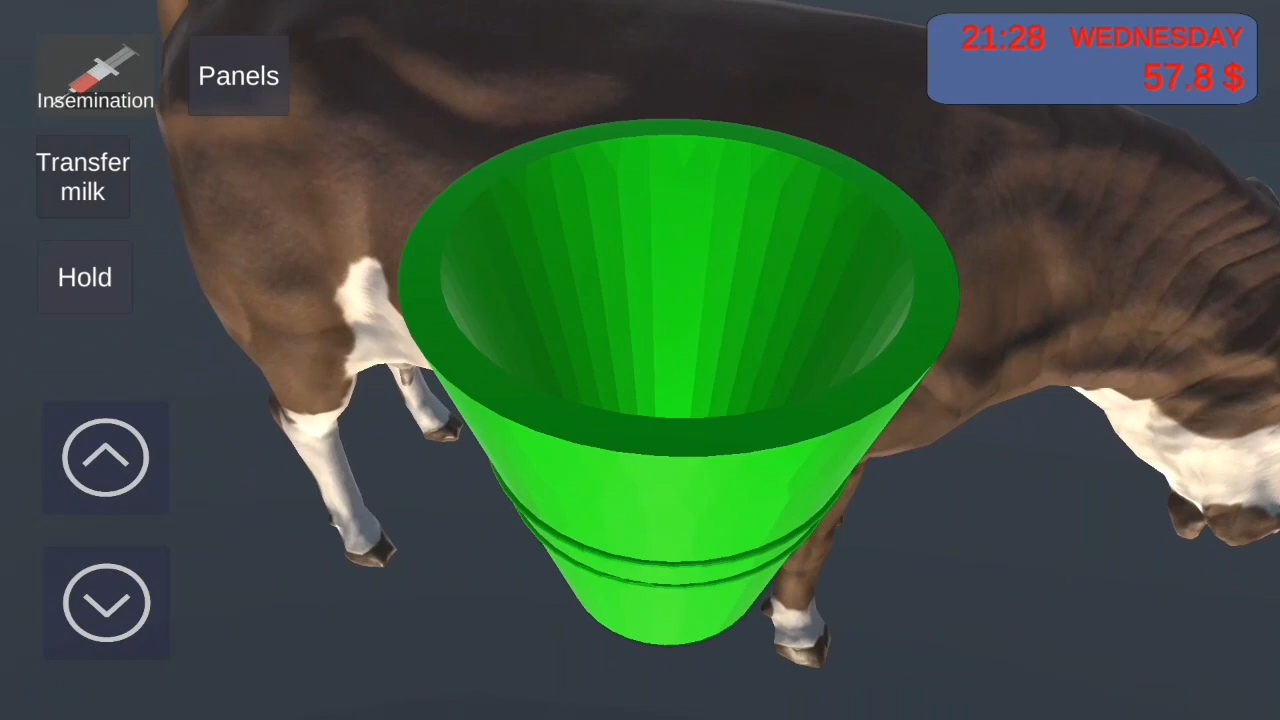 Insemination
Panels
21:28 WEDNESDAY
57.8 $
Transfer
milk
Hold